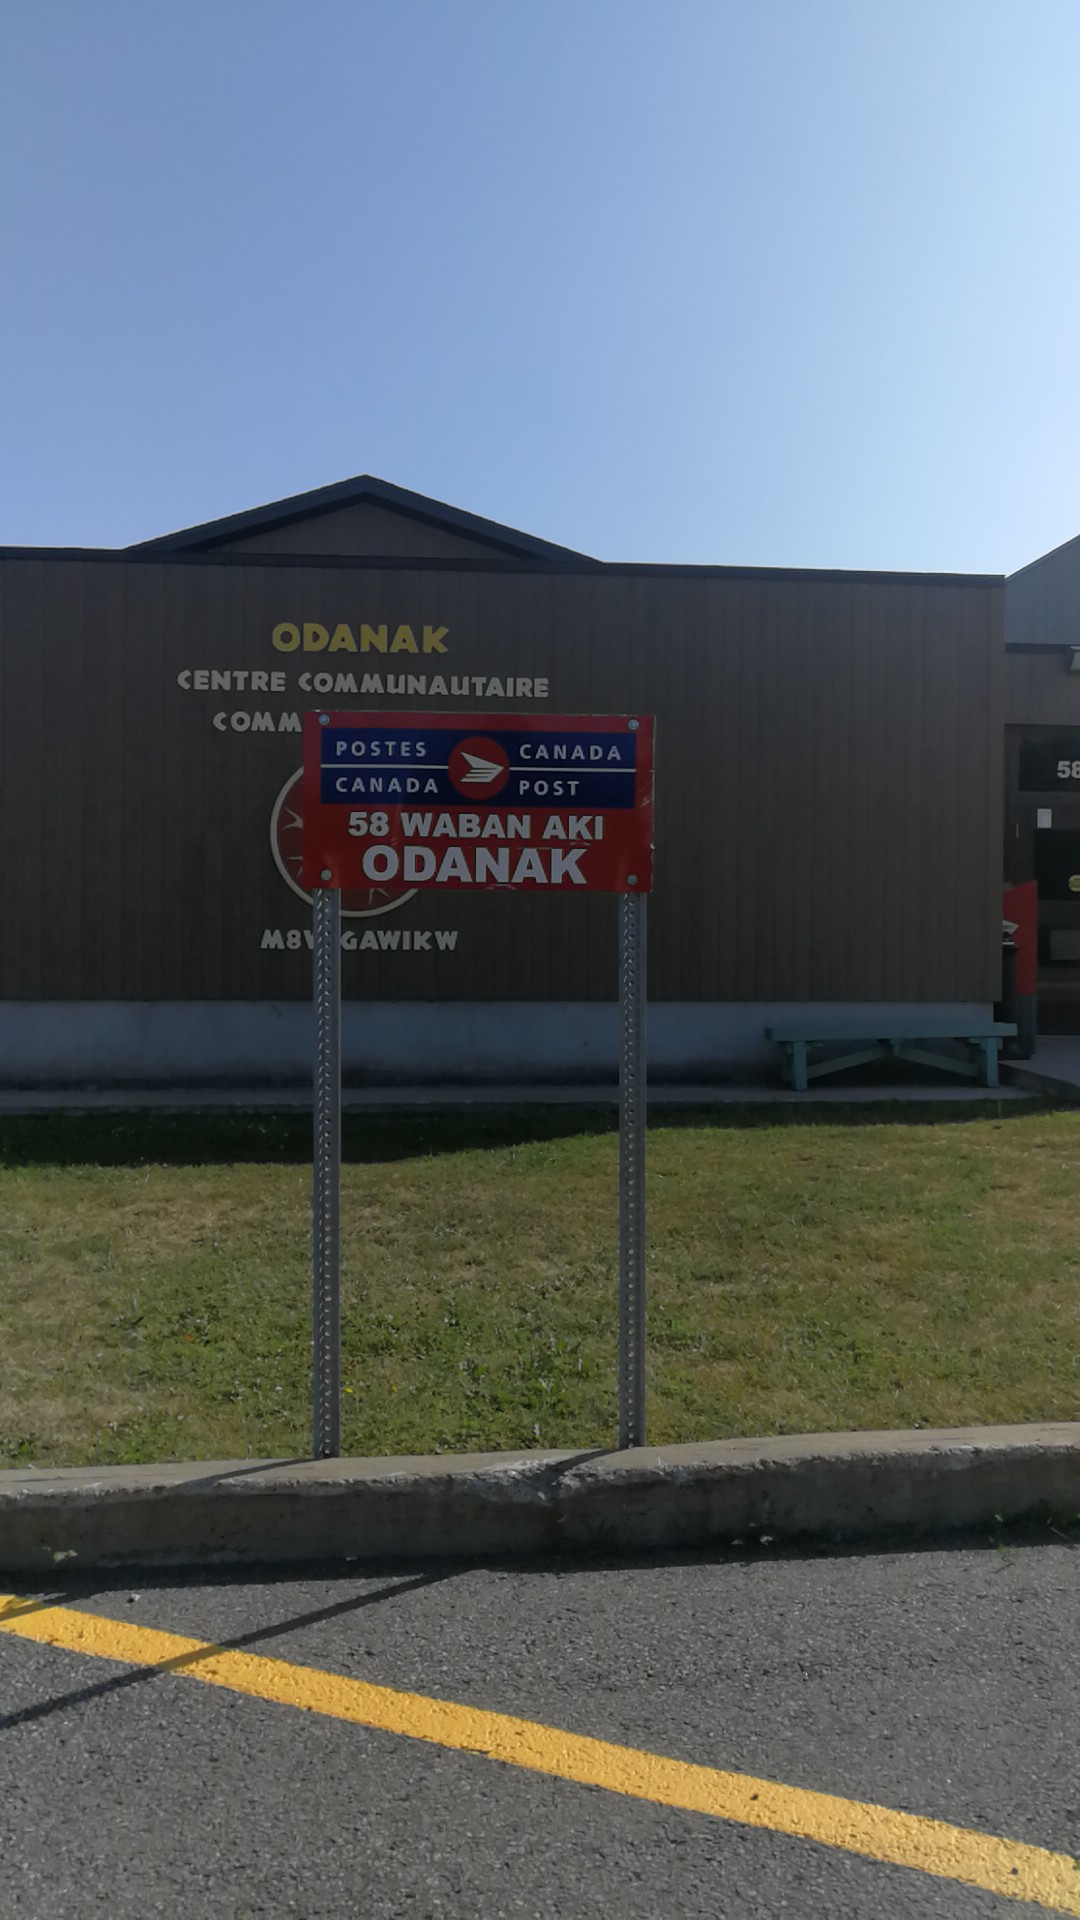 ODANAK
CENTRE COMMUNAUTAIRE
POSTES CANADA
CANADA POST
58 WABAN AKI
ODANAK
58